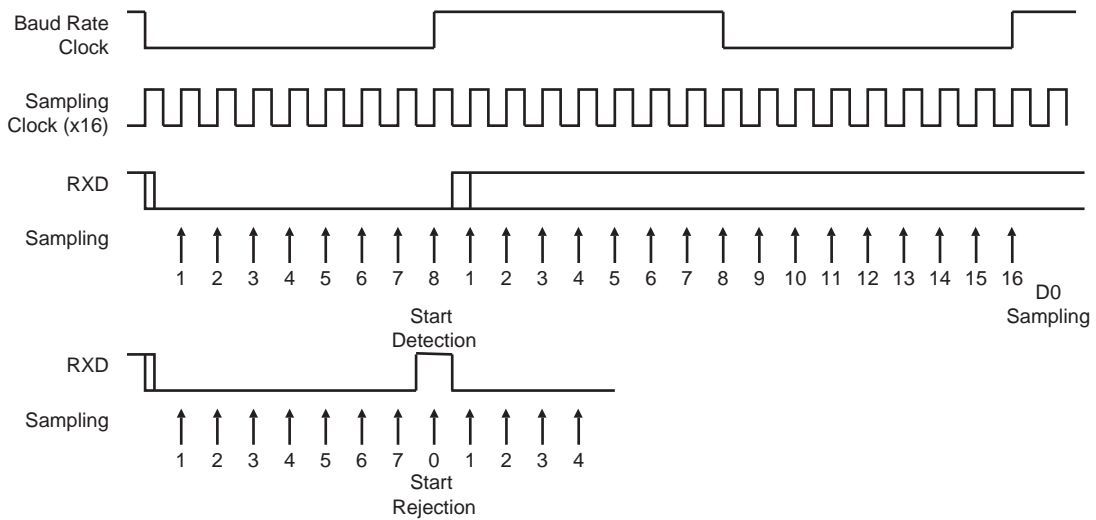 Baud Rate
Clock
Sampling
Clock (x16)
RXD
Sampling
1 2 3 4 5 6 7 8 1 2 3 4 5 6 7 8 9 10 11 12 13 14 15 16
D0
Sampling
Start
Detection
RXD
Sampling
1 2 3 4 5 6 7 0 1 2 3 4
Start
Rejection